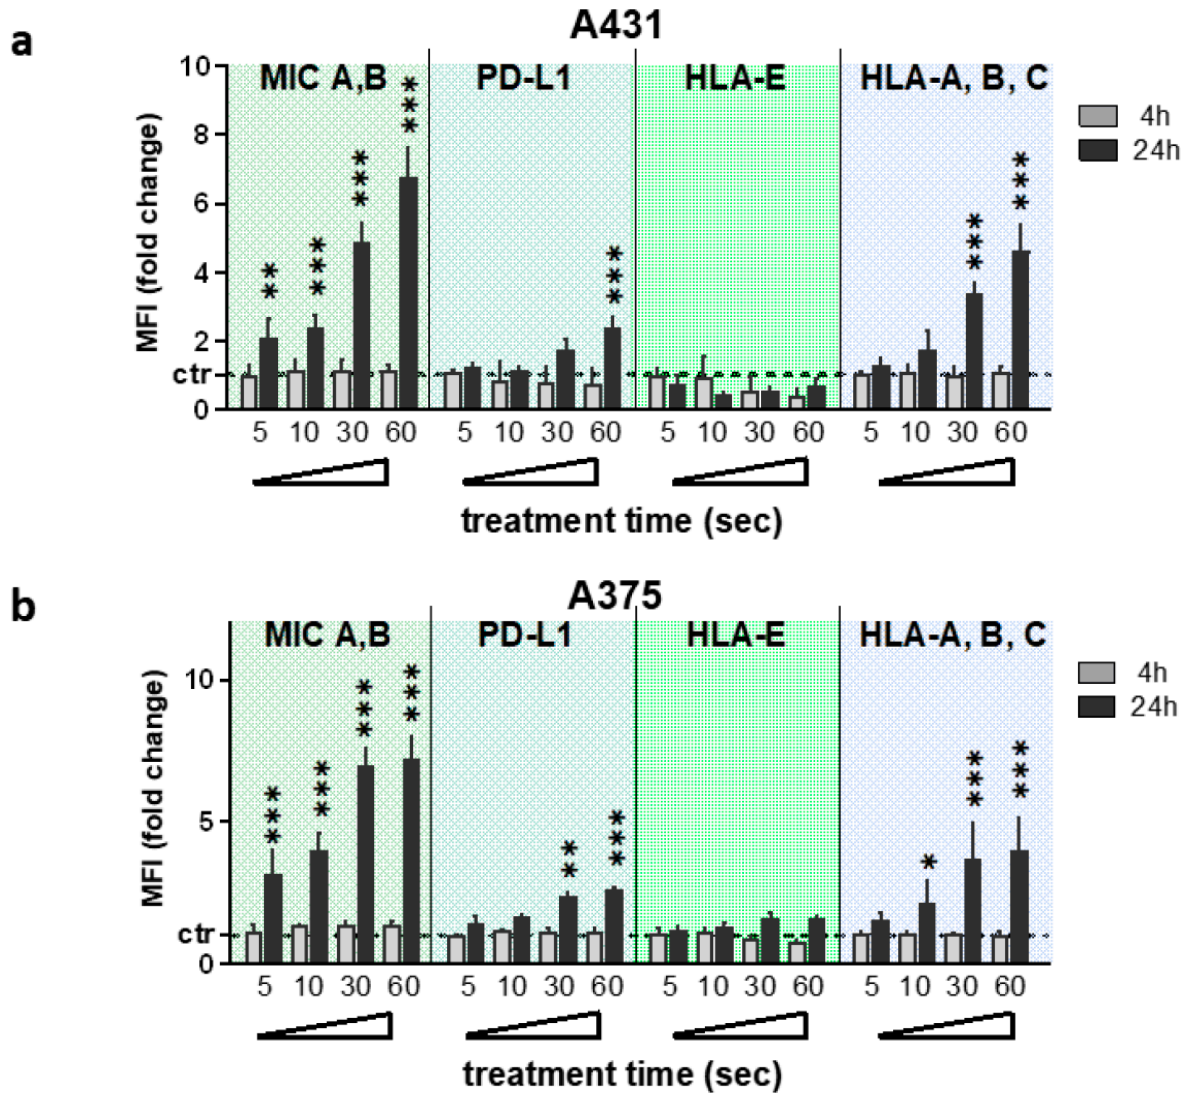 a
A431
MIC A,B PD-L1 HLA-E HLA-A, B, C
MFI (fold change)
10
8
6
4
2
ctr
0
** *** *** ***
***
*** ***
4h
24h
5 10 30 60 5 10 30 60 5 10 30 60 5 10 30 60
treatment time (sec)
b
A375
MIC A,B PD-L1 HLA-E HLA-A, B, C
MFI (fold change)
10
5
ctr
0
*** *** *** ***
** ***
* *** ***
4h
24h
5 10 30 60 5 10 30 60 5 10 30 60 5 10 30 60
treatment time (sec)